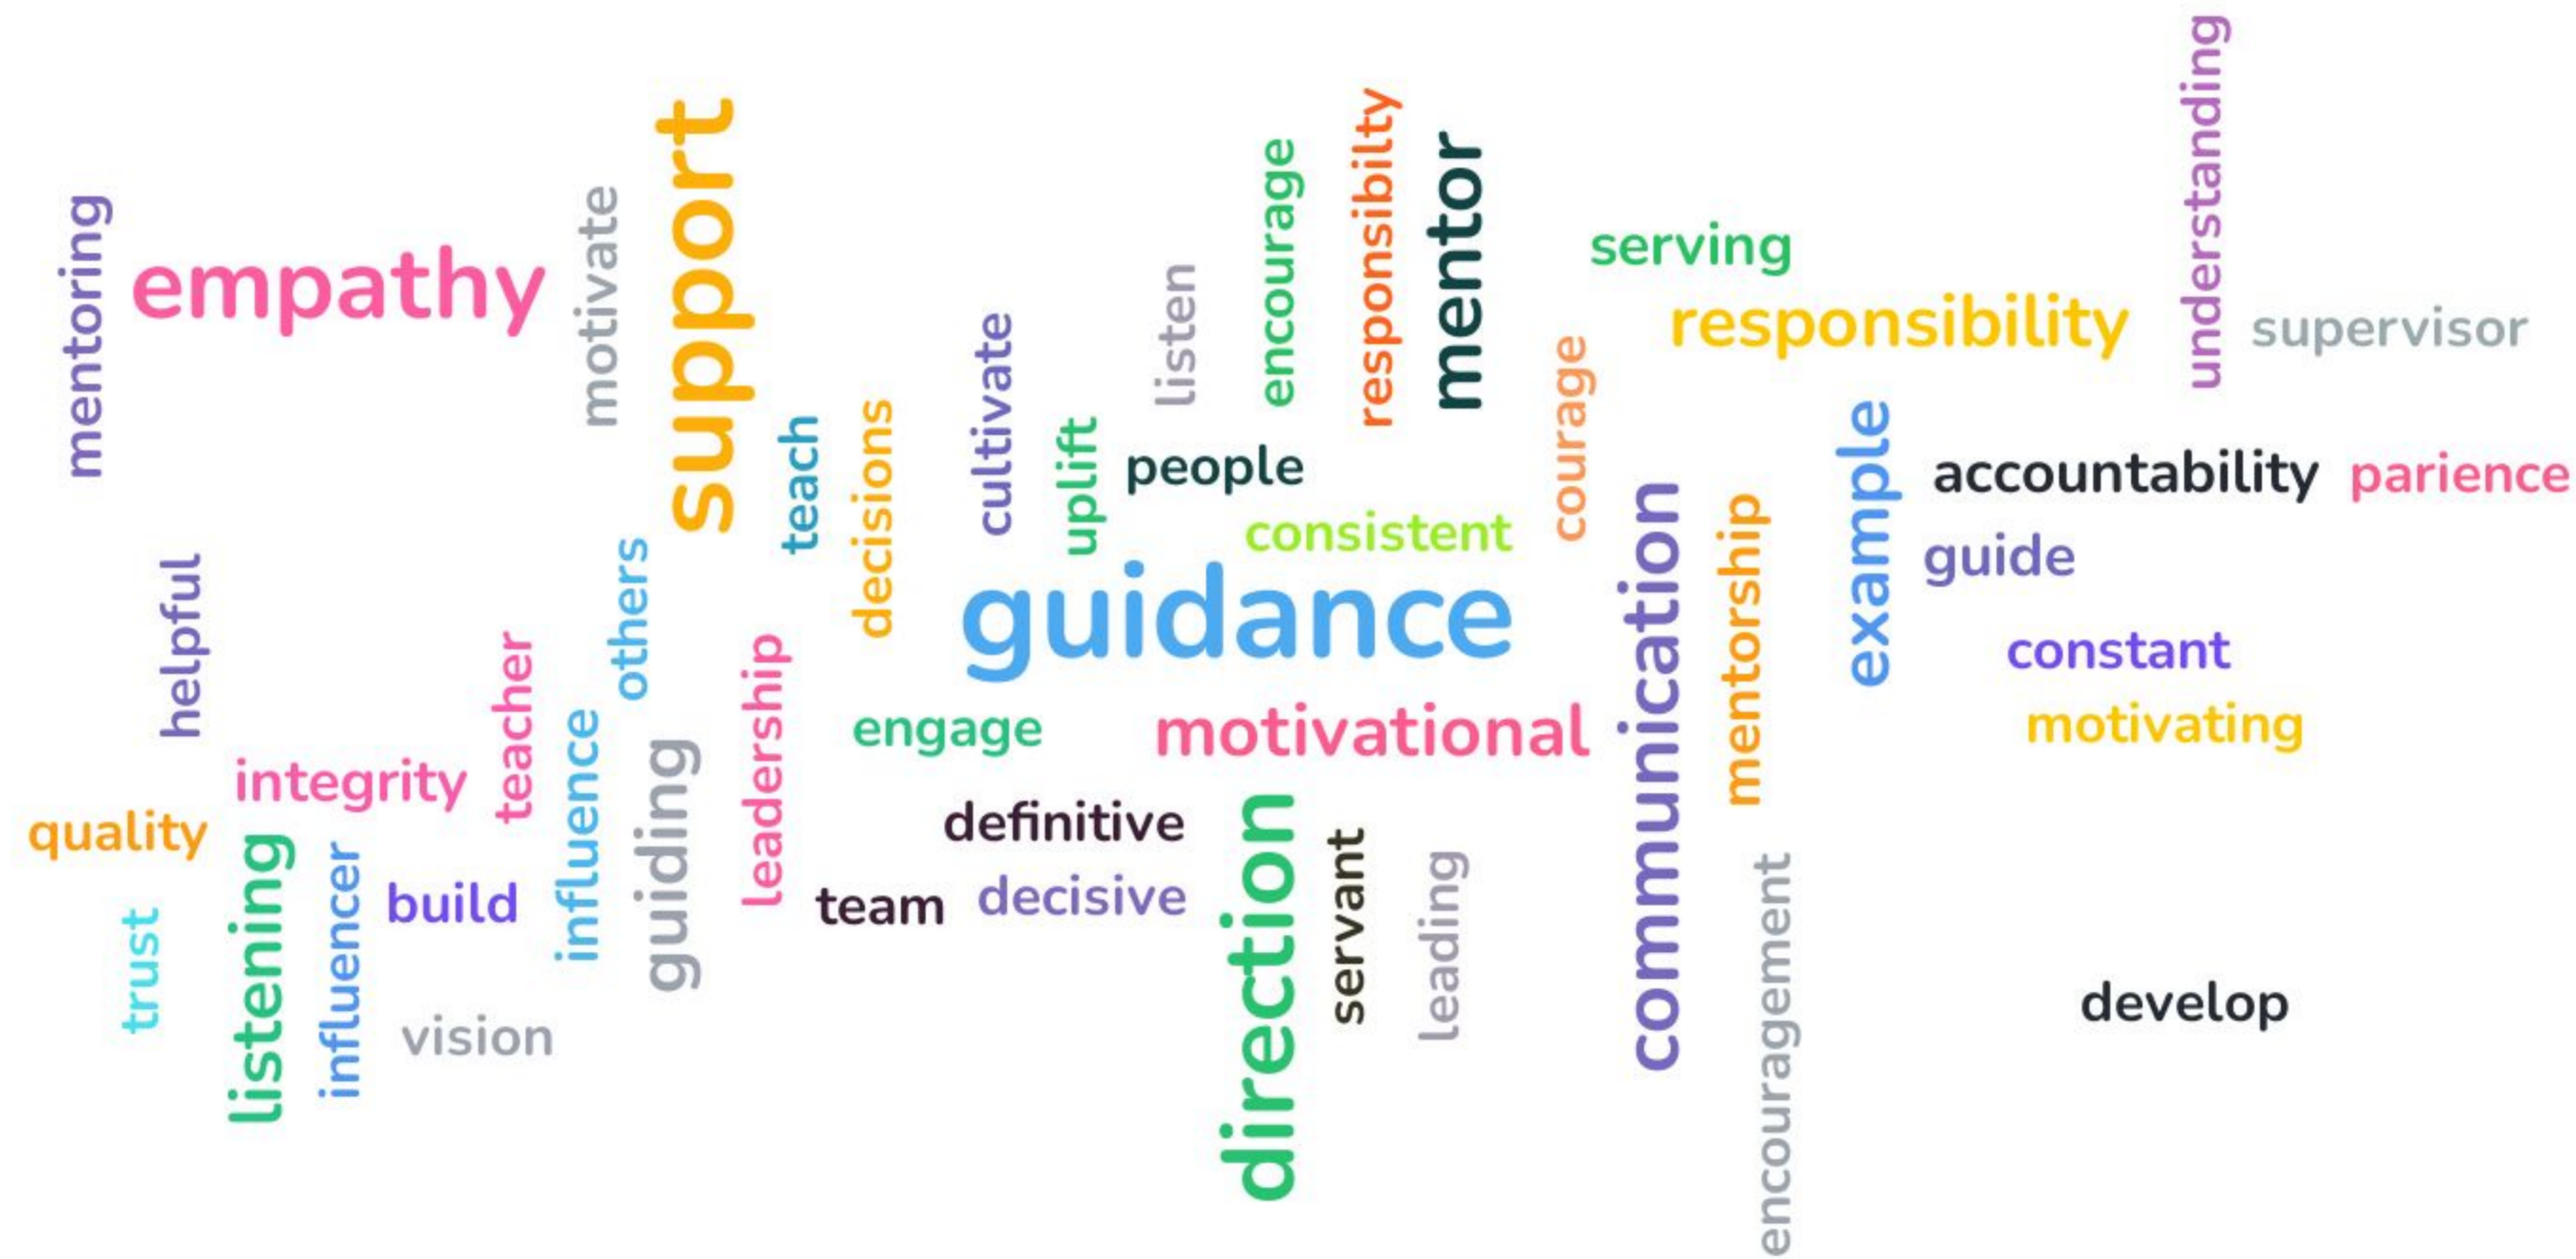 mentoring
empathy
motivate
support
listen
encourage
responsibilty
mentor
serving
responsibility
understanding
supervisor
cultivate
uplift
people
consistent
courage
teach
decisions
example
accountability
parience
guide
helpful
teacher
others
guidance
communication
mentorship
constant
motivating
integrity
influence
guiding
leadership
engage
motivational
quality
listening
influencer
build
definitive
team
decisive
direction
servant
leading
trust
vision
encouragement
develop